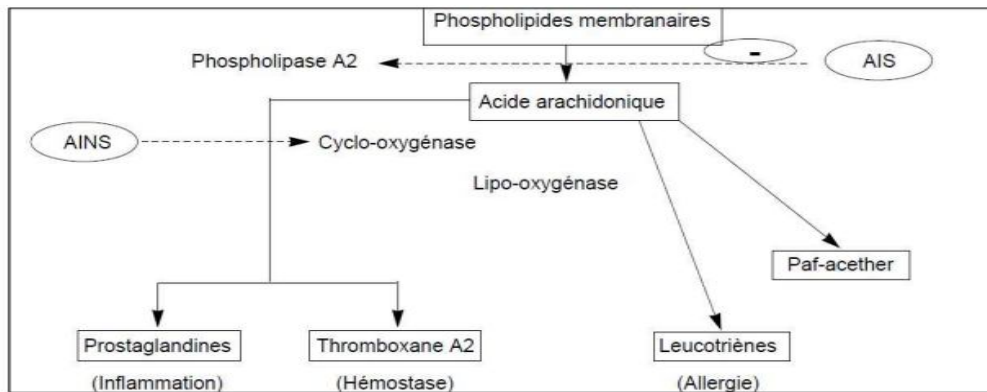 Phospholipides membranaires
-
Phospholipase A2
AIS
Acide arachidonique
AINS
Cyclo-oxygénase
Lipo-oxygénase
Paf-acether
Prostaglandines
Thromboxane A2
Leucotriènes
(Inflammation)
(Hémostase)
(Allergie)